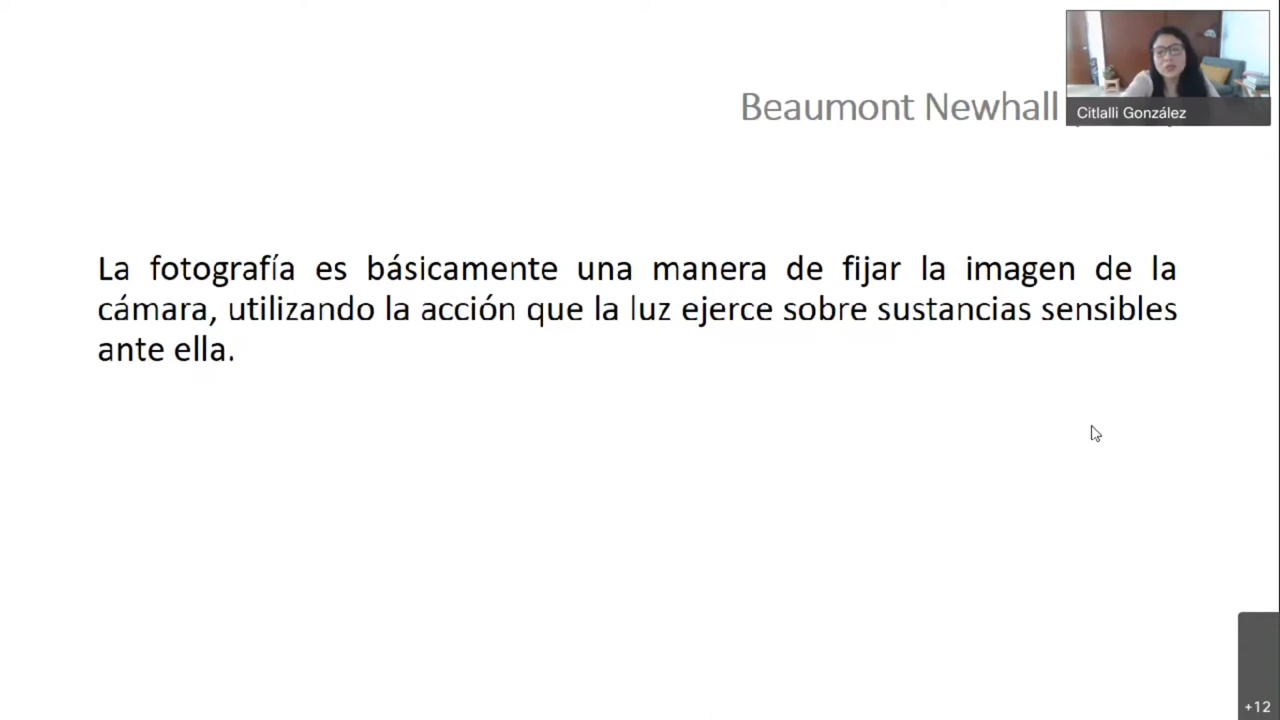 Beaumont Newhall
Citlalli González
La fotografía es básicamente una manera de fijar la imagen de la
cámara, utilizando la acción que la luz ejerce sobre sustancias sensibles
ante ella.
+12